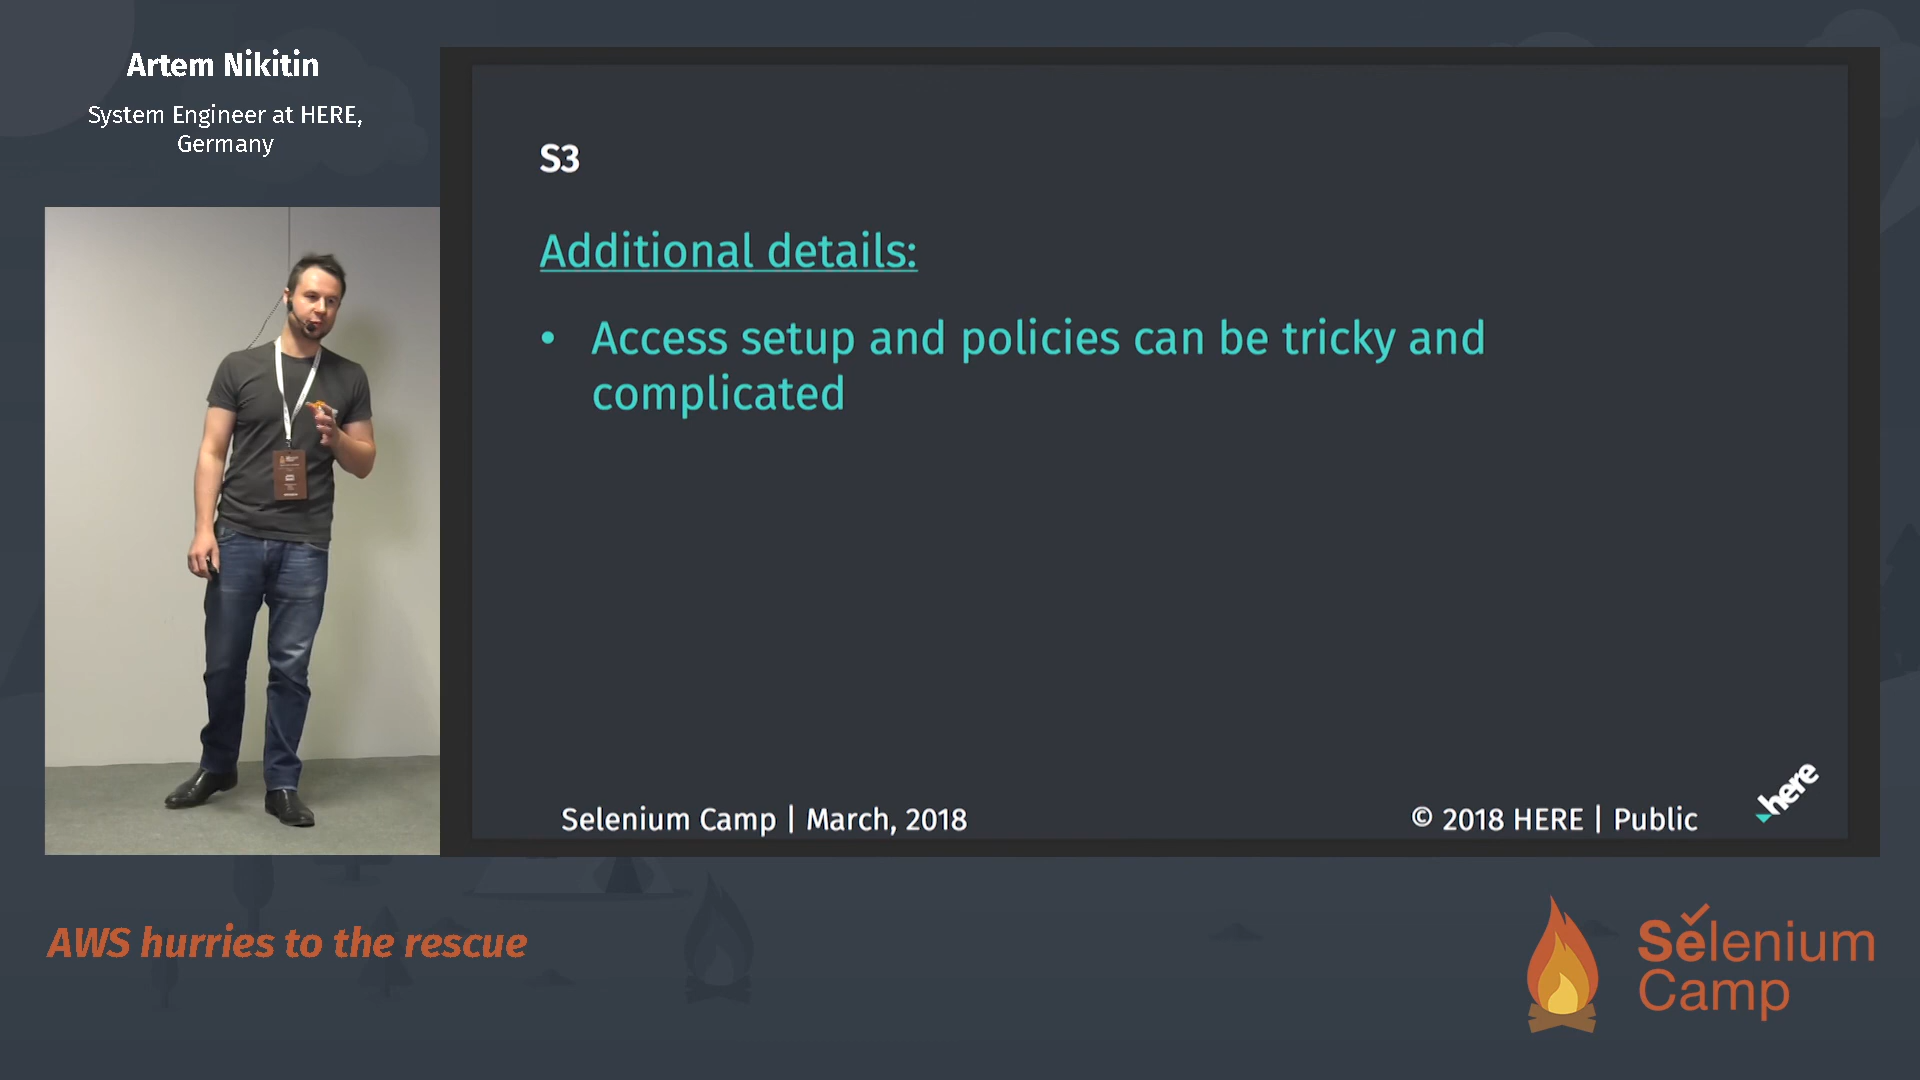 Artem Nikitin
System Engineer at HERE,
Germany
S3
Additional details:
• Access setup and policies can be tricky and
complicated
Selenium Camp | March, 2018
© 2018 HERE | Public
here
AWS hurries to the rescue
Selenium
Camp